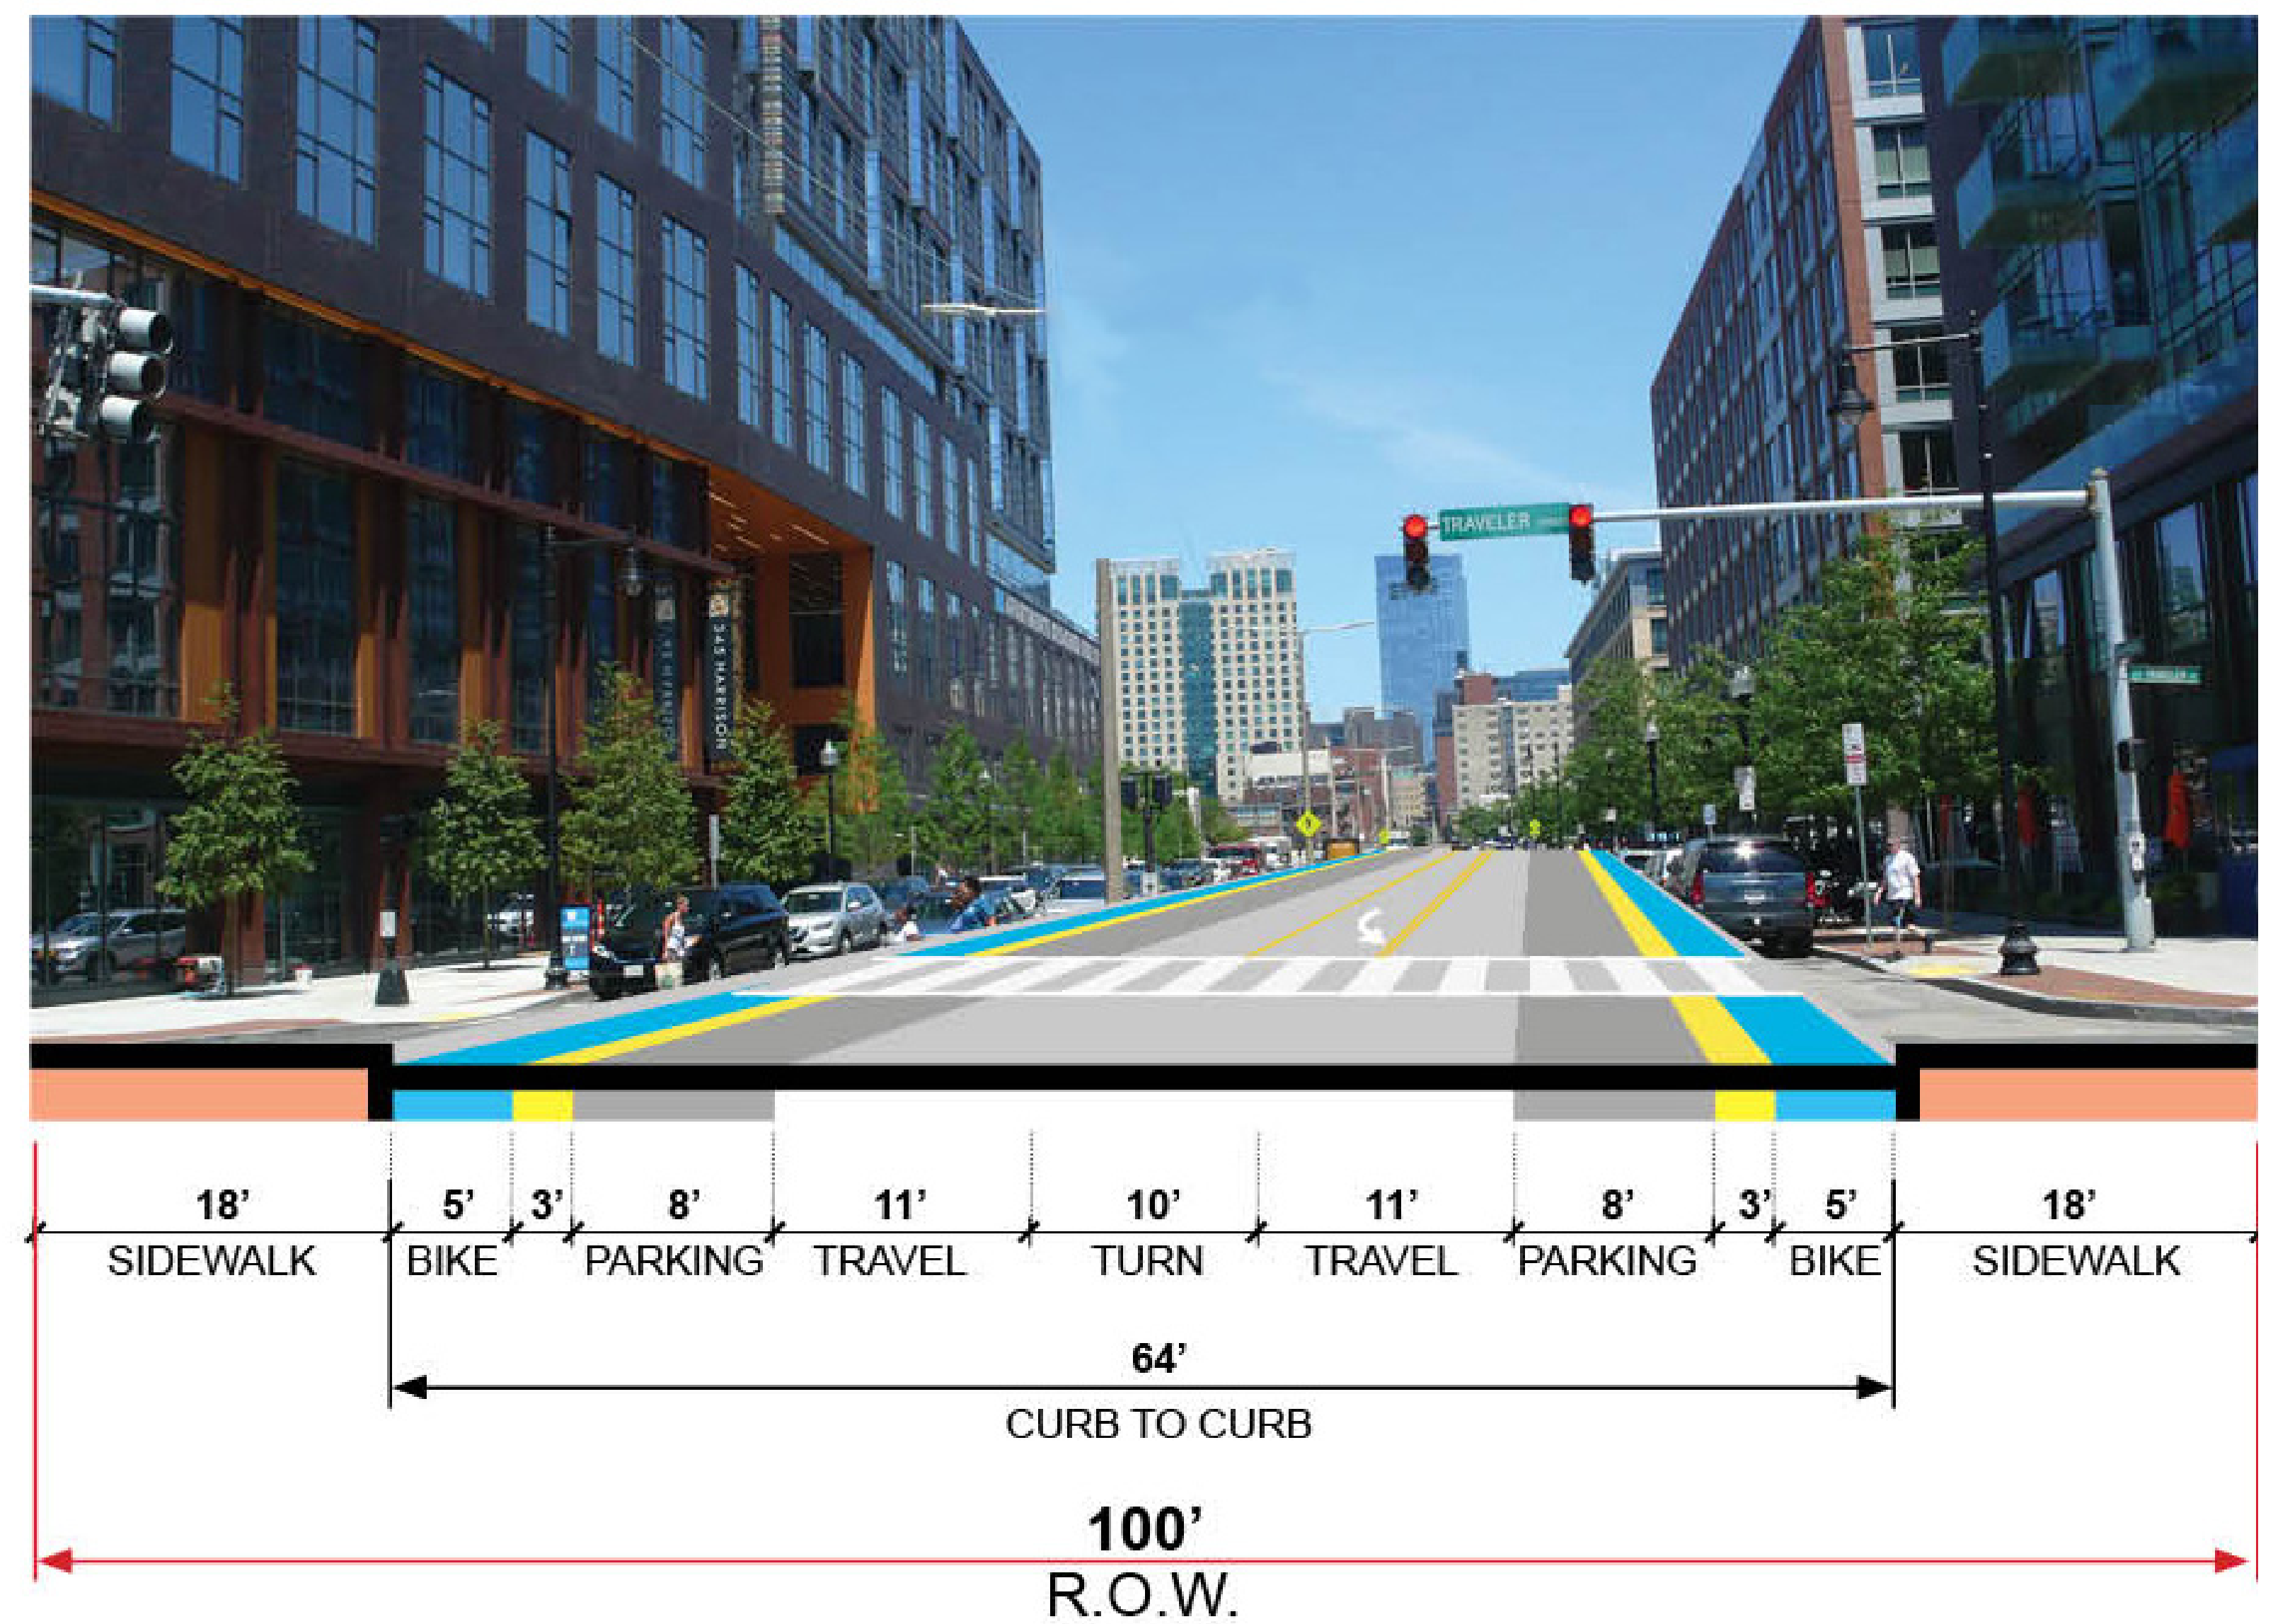 TRAVELER
345 HARRISON
18’ 5’ 3’ 8’ 11’ 10’ 11’ 8’ 3’ 5’ 18’
SIDEWALK BIKE PARKING TRAVEL TURN TRAVEL PARKING BIKE SIDEWALK
64’
CURB TO CURB
100’
R.O.W.